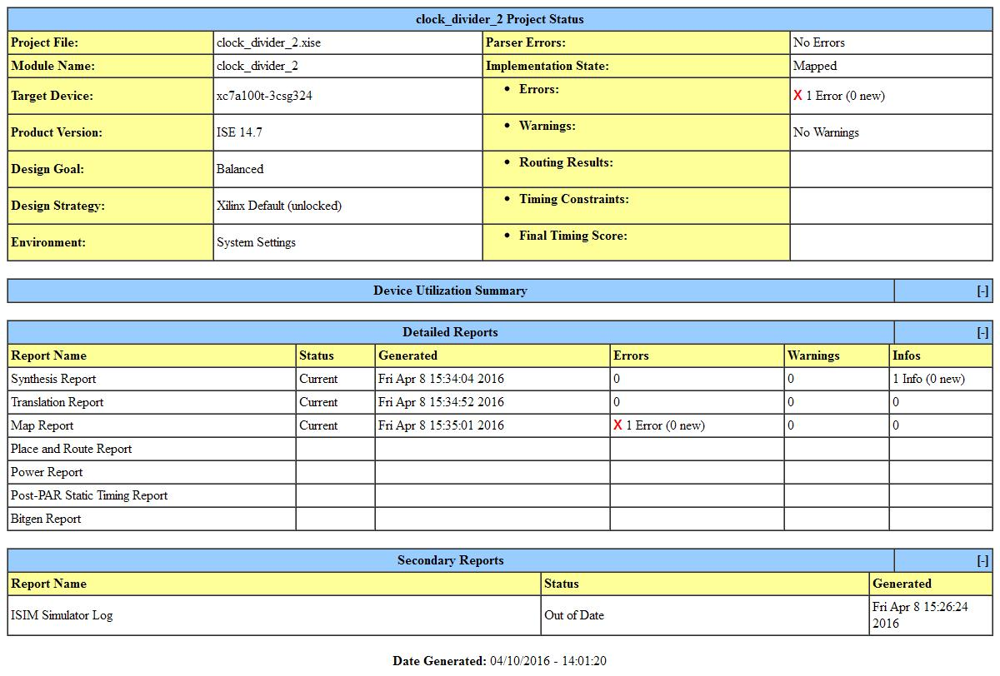 clock_divider_2 Project Status
Project File: clock_divider_2.xise Parser Errors: No Errors
Module Name: clock_divider_2 Implementation State: Mapped
Target Device: xc7a100t-3csg324 • Errors: X 1 Error (0 new)
Product Version: ISE 14.7 • Warnings: No Warnings
Design Goal: Balanced • Routing Results:
Design Strategy: Xilinx Default (unlocked) • Timing Constraints:
Environment: System Settings • Final Timing Score:
Device Utilization Summary [-]
Detailed Reports [-]
Report Name Status Generated Errors Warnings Infos
Synthesis Report Current Fri Apr 8 15:34:04 2016 0 0 1 Info (0 new)
Translation Report Current Fri Apr 8 15:34:52 2016 0 0 0
Map Report Current Fri Apr 8 15:35:01 2016 X 1 Error (0 new) 0 0
Place and Route Report
Power Report
Post-PAR Static Timing Report
Bitgen Report
Secondary Reports [-]
Report Name Status Generated
ISIM Simulator Log Out of Date Fri Apr 8 15:26:24
2016
Date Generated: 04/10/2016 - 14:01:20